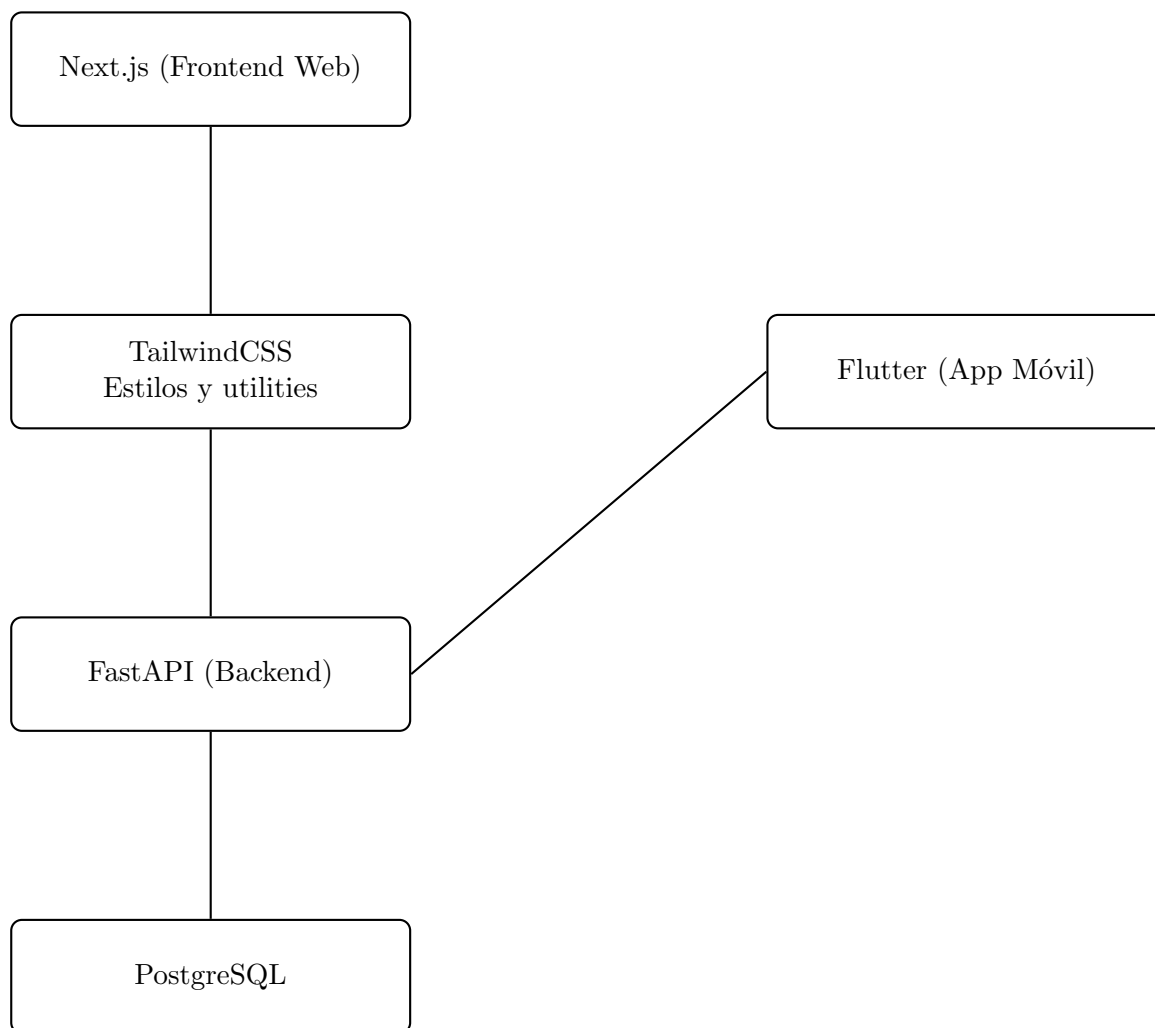 Next.js (Frontend Web)
TailwindCSS
Estilos y utilities
Flutter (App Móvil)
FastAPI (Backend)
PostgreSQL